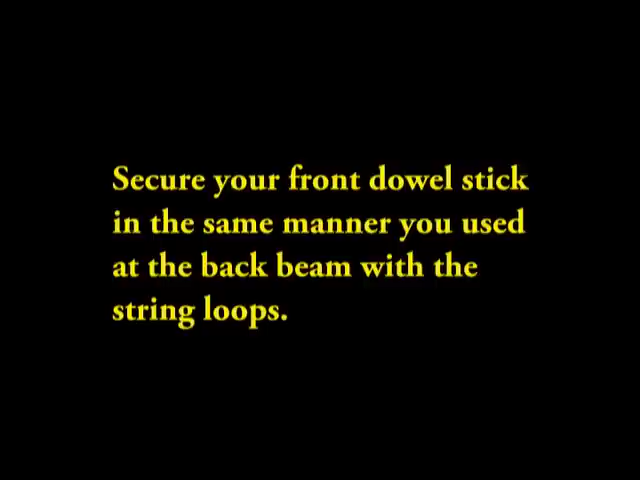 Secure your front dowel stick
in the same manner you used
at the back beam with the
string loops.